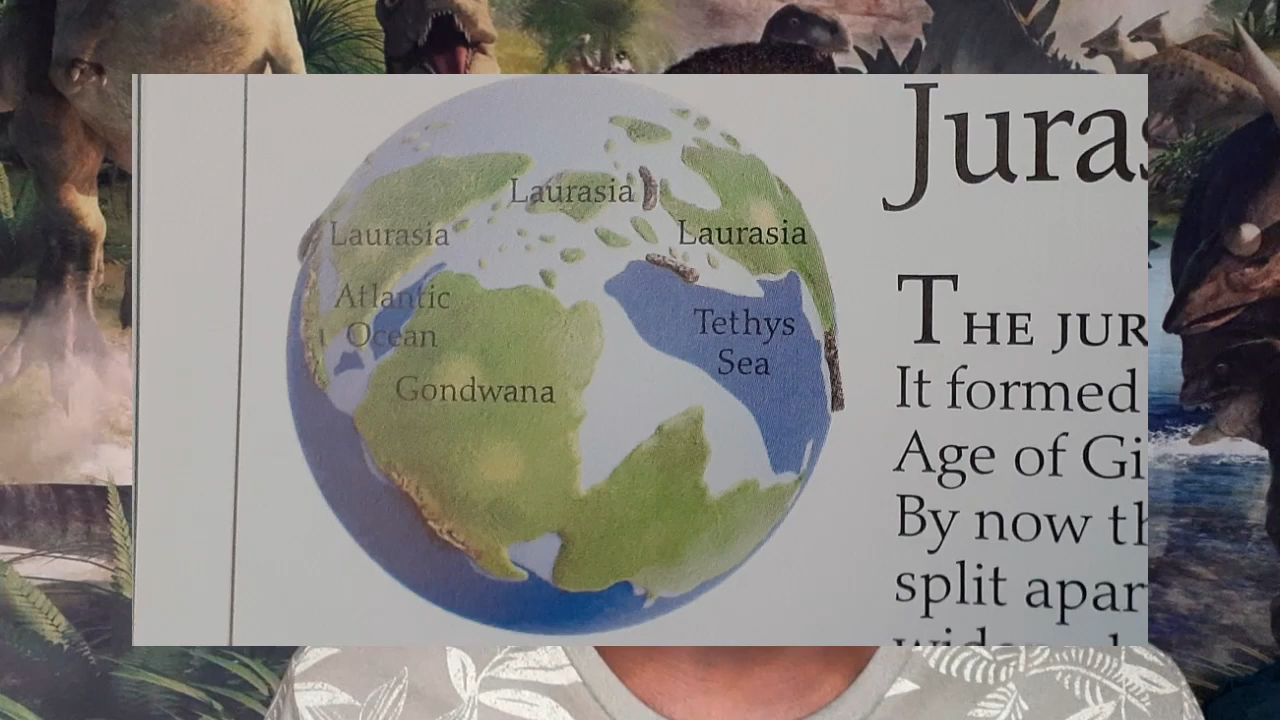 Juras
Laurasia
Laurasia
Laurasia
Atlantic
Ocean
Tethys
Sea
Gondwana
THE JUR
It formed
Age of Gi
By now th
split apar